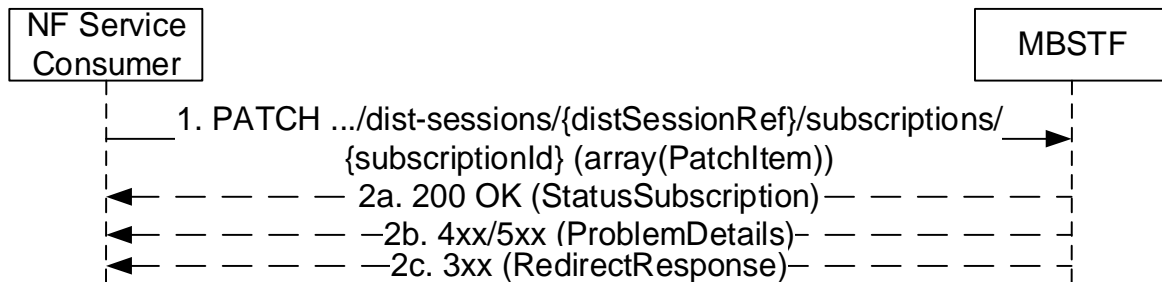 NF Service
Consumer
MBSTF
1. PATCH .../dist-sessions/{distSessionRef}/subscriptions/
{subscriptionId} (array(PatchItem))
2a. 200 OK (StatusSubscription)
2b. 4xx/5xx (ProblemDetails)
2c. 3xx (RedirectResponse)